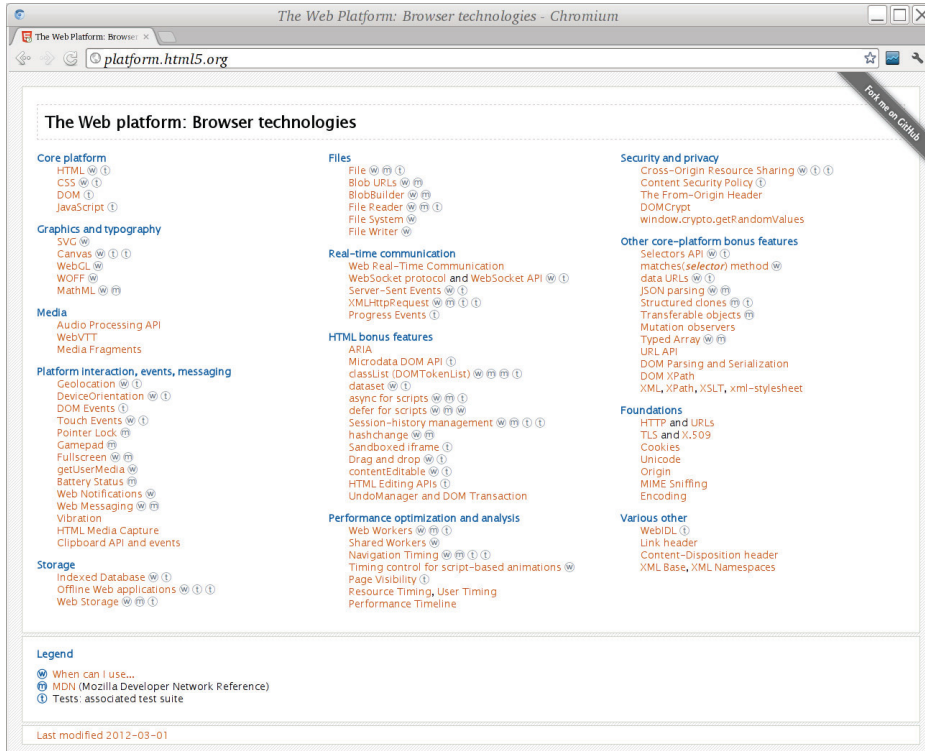 The Web Platform: Browser technologies - Chromium
The Web Platform: Browser
platform.html5.org
Fork me on GitHub
The Web platform: Browser technologies
Core platform
HTML w t
CSS w t
DOM t
JavaScript t
Graphics and typography
SVG w
Canvas w t t
WebGL w
WOFF w
MathML w m
Media
Audio Processing API
WebVTT
Media Fragments
Platform interaction, events, messaging
Geolocation w t
DeviceOrientation w t
DOM Events t
Touch Events w t
Pointer Lock m
Gamepad m
Fullscreen w m
getUserMedia w
Battery Status m
Web Notifications w
Web Messaging w m
Vibration
HTML Media Capture
Clipboard API and events
Storage
Indexed Database w t
Offline Web applications w t t
Web Storage w m t
Files
File w m t
Blob URLs w m
BlobBuilder w m
File Reader w m t
File System w
File Writer w
Real-time communication
Web Real-Time Communication
WebSocket protocol and WebSocket API w t
Server-Sent Events w t
XMLHttpRequest w m t t
Progress Events t
HTML bonus features
ARIA
Microdata DOM API t
classList (DOMTokenList) w m m t
dataset w t
async for scripts w m t
defer for scripts w m w
Session-history management w m t t
hashchange w m
Sandboxed iframe t
Drag and drop w t
contentEditable w t
HTML Editing APIs t
UndoManager and DOM Transaction
Performance optimization and analysis
Web Workers w m t
Shared Workers w
Navigation Timing w m t t
Timing control for script-based animations w
Page Visibility t
Resource Timing, User Timing
Performance Timeline
Security and privacy
Cross-Origin Resource Sharing w t t
Content Security Policy t
The From-Origin Header
DOMCrypt
window.crypto.getRandomValues
Other core-platform bonus features
Selectors API w t
matches(selector) method w
data URLs w t
JSON parsing w m
Structured clones m t
Transferable objects m
Mutation observers
Typed Array w m
URL API
DOM Parsing and Serialization
DOM XPath
XML, XPath, XSLT, xml-stylesheet
Foundations
HTTP and URLs
TLS and X.509
Cookies
Unicode
Origin
MIME Sniffing
Encoding
Various other
WebIDL t
Link header
Content-Disposition header
XML Base, XML Namespaces
Legend
w When can I use...
m MDN (Mozilla Developer Network Reference)
t Tests: associated test suite
Last modified 2012-03-01